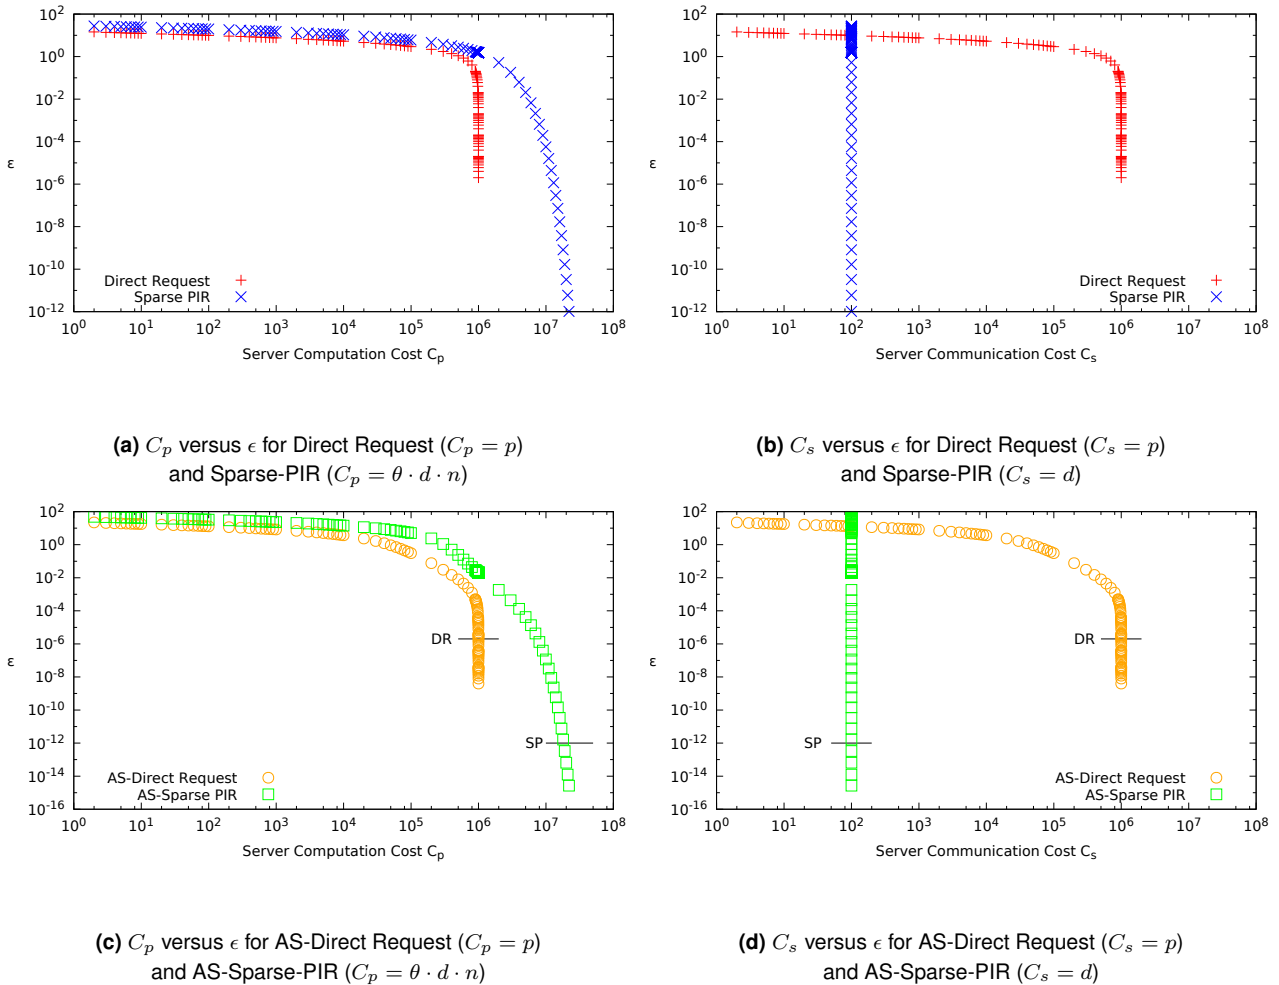 10^2
10^0
10^-2
10^-4
10^-6
10^-8
10^-10
10^-12
ε
Direct Request
Sparse PIR
10^0 10^1 10^2 10^3 10^4 10^5 10^6 10^7 10^8
Server Computation Cost C_p
(a) C_p versus ϵ for Direct Request (C_p = p)
and Sparse-PIR (C_p = θ · d · n)
10^2
10^0
10^-2
10^-4
10^-6
10^-8
10^-10
10^-12
ε
Direct Request
Sparse PIR
10^0 10^1 10^2 10^3 10^4 10^5 10^6 10^7 10^8
Server Communication Cost C_s
(b) C_s versus ϵ for Direct Request (C_s = p)
and Sparse-PIR (C_s = d)
10^2
10^0
10^-2
10^-4
10^-6
10^-8
10^-10
10^-12
10^-14
10^-16
ε
DR
SP
AS-Direct Request
AS-Sparse PIR
10^0 10^1 10^2 10^3 10^4 10^5 10^6 10^7 10^8
Server Computation Cost C_p
(c) C_p versus ϵ for AS-Direct Request (C_p = p)
and AS-Sparse-PIR (C_p = θ · d · n)
10^2
10^0
10^-2
10^-4
10^-6
10^-8
10^-10
10^-12
10^-14
10^-16
ε
DR
SP
AS-Direct Request
AS-Sparse PIR
10^0 10^1 10^2 10^3 10^4 10^5 10^6 10^7 10^8
Server Communication Cost C_s
(d) C_s versus ϵ for AS-Direct Request (C_s = p)
and AS-Sparse-PIR (C_s = d)